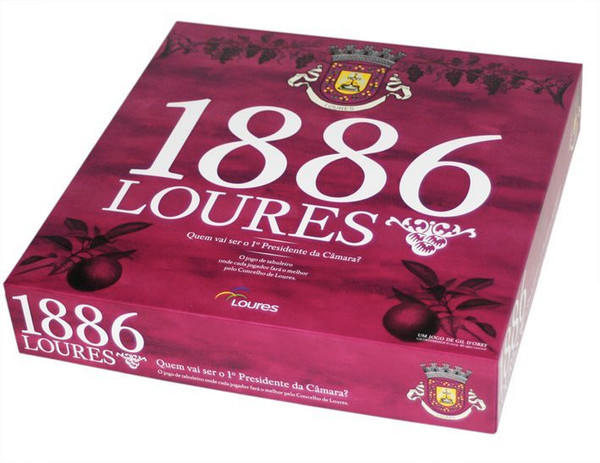 LOURES
1886
LOURES
Quem vai ser o 1º Presidente da Câmara?
O jogo de tabuleiro
onde cada jogador fará o melhor
pelo Concelho de Loures.
Loures
UM JOGO DE GIL D'OREY
1886
LOURES
Quem vai ser o 1º Presidente da Câmara?
O jogo de tabuleiro onde cada jogador fará o melhor pelo Concelho de Loures.